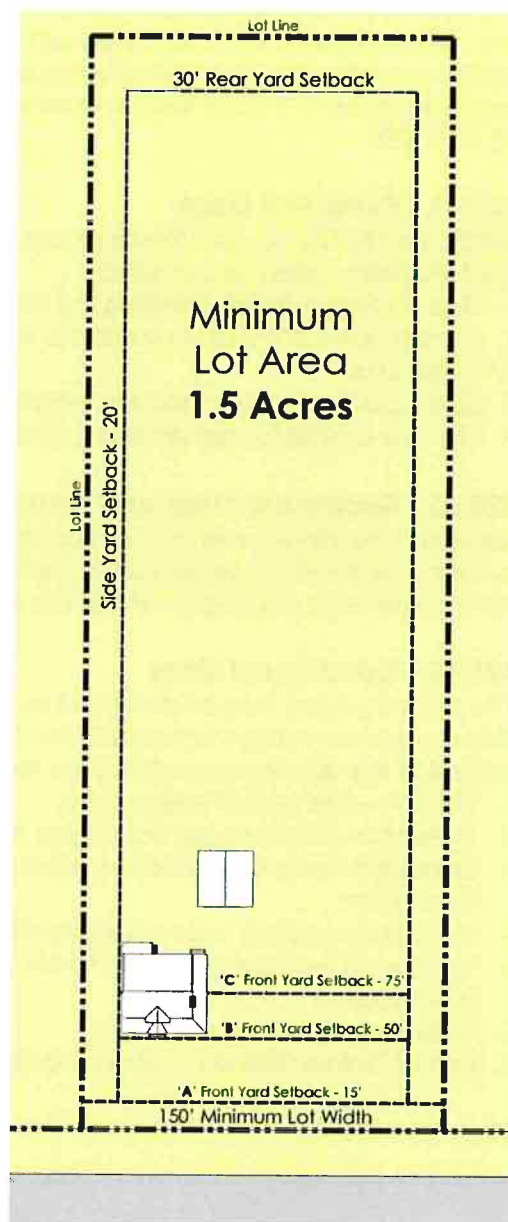 Lot Line
30' Rear Yard Setback
Minimum
Lot Area
1.5 Acres
Side Yard Setback - 20'
Lot Line
'C' Front Yard Setback - 75'
'B' Front Yard Setback - 50'
'A' Front Yard Setback - 15'
150' Minimum Lot Width